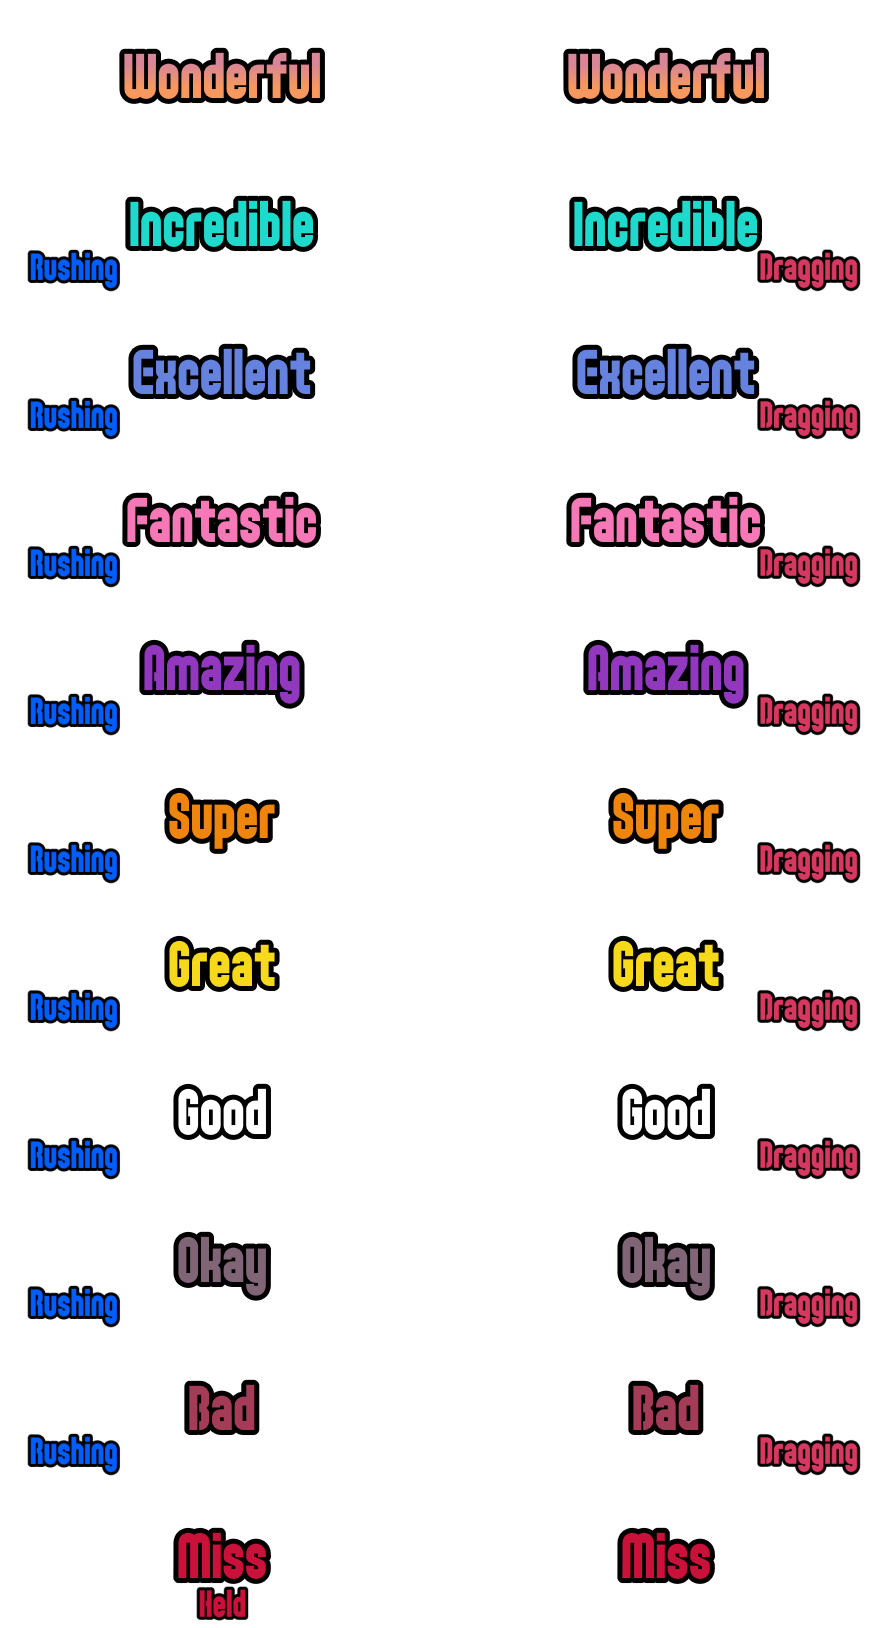 Wonderful Wonderful
Incredible Incredible
Rushing Dragging
Excellent Excellent
Rushing Dragging
Fantastic Fantastic
Rushing Dragging
Amazing Amazing
Rushing Dragging
Super Super
Rushing Dragging
Great Great
Rushing Dragging
Good Good
Rushing Dragging
Okay Okay
Rushing Dragging
Bad Bad
Rushing Dragging
Miss Miss
Held